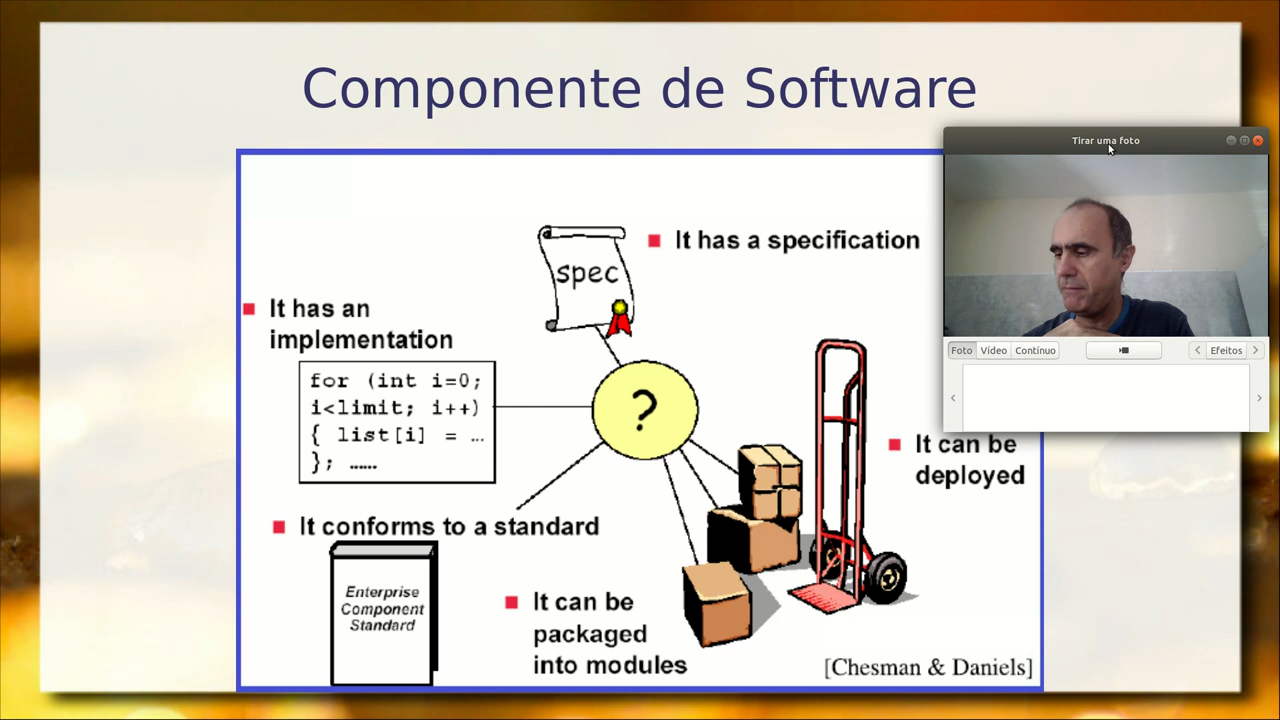 Componente de Software
Tirar uma foto
It has a specification
spec
It has an
implementation
for (int i=0;
i<limit; i++)
{ list[i] = …
}; ……
?
Foto Vídeo Contínuo Efeitos
It can be
deployed
It conforms to a standard
Enterprise
Component
Standard
It can be
packaged
into modules
[Chesman & Daniels]